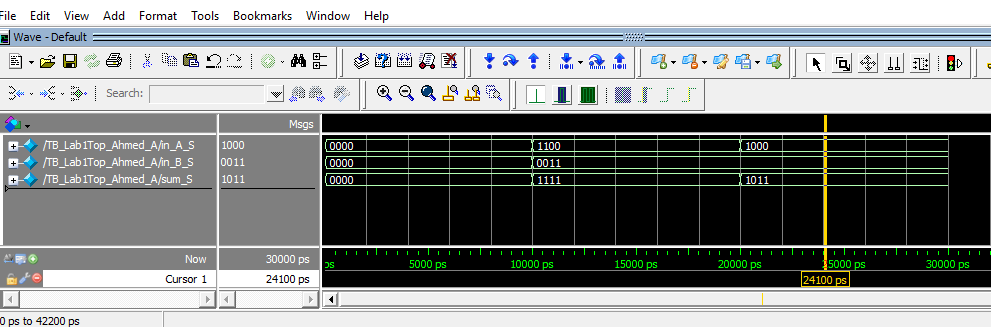 File Edit View Add Format Tools Bookmarks Window Help
Wave - Default
Search:
Msgs
/TB_Lab1Top_Ahmed_A/in_A_S 1000 0000 1100 1000
/TB_Lab1Top_Ahmed_A/in_B_S 0011 0000 0011
/TB_Lab1Top_Ahmed_A/sum_S 1011 0000 1111 1011
Now 30000 ps ps 5000 ps 10000 ps 15000 ps 20000 ps 25000 ps 30000 ps
Cursor 1 24100 ps 24100 ps
0 ps to 42200 ps